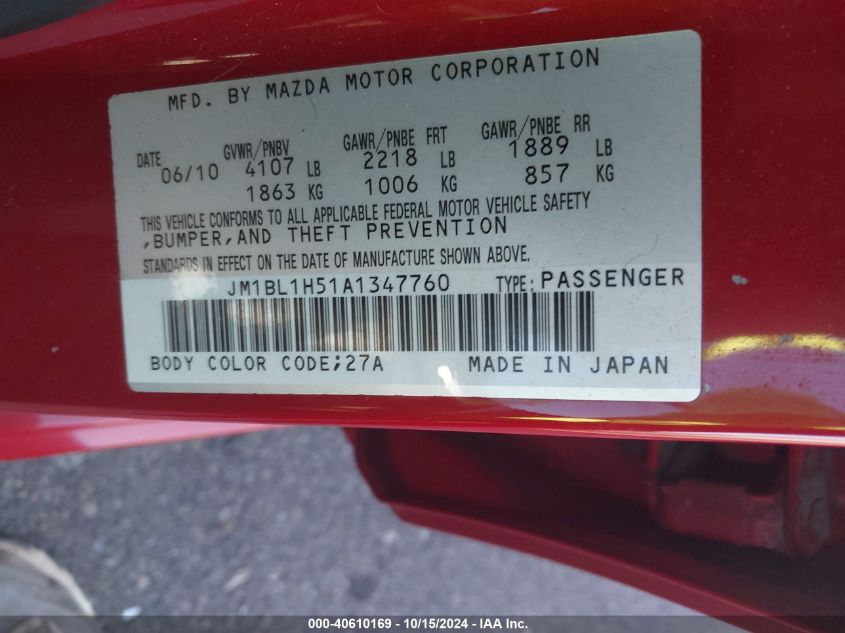 MFD. BY MAZDA MOTOR CORPORATION
DATE GVWR/PNBV GAWR/PNBE FRT GAWR/PNBE RR
06/10 4107 LB 2218 LB 1889 LB
1863 KG 1006 KG 857 KG
THIS VEHICLE CONFORMS TO ALL APPLICABLE FEDERAL MOTOR VEHICLE SAFETY
,BUMPER,AND THEFT PREVENTION
STANDARDS IN EFFECT ON THE DATE OF MANUFACTURE SHOWN ABOVE.
JM1BL1H51A1347760 TYPE: PASSENGER
BODY COLOR CODE;27A MADE IN JAPAN
000-40610169 - 10/15/2024 - IAA Inc.